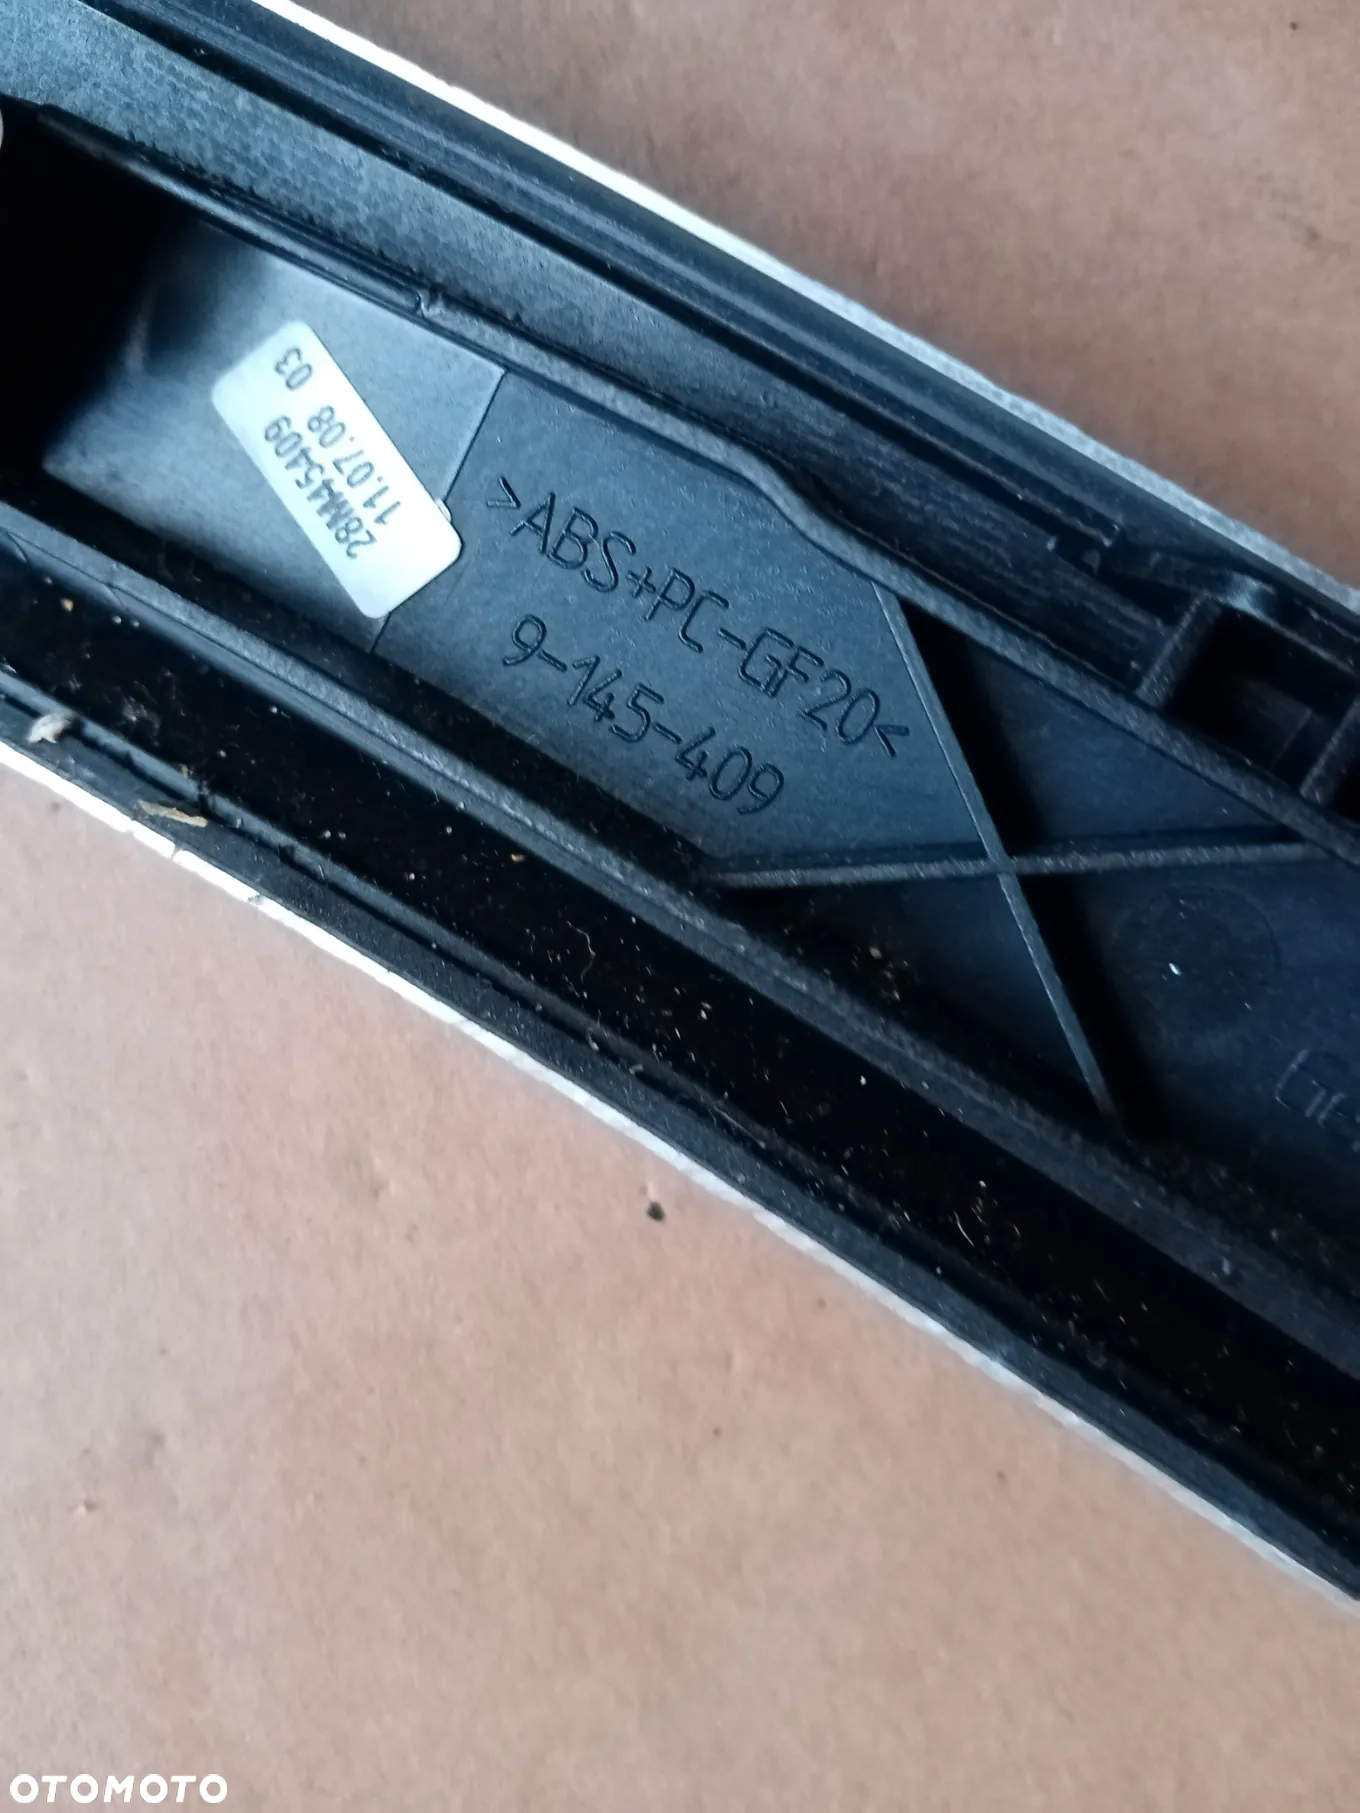 28M45409
11.07.08 03
>ABS+PC-GF20<
9-145-409
OTOMOTO